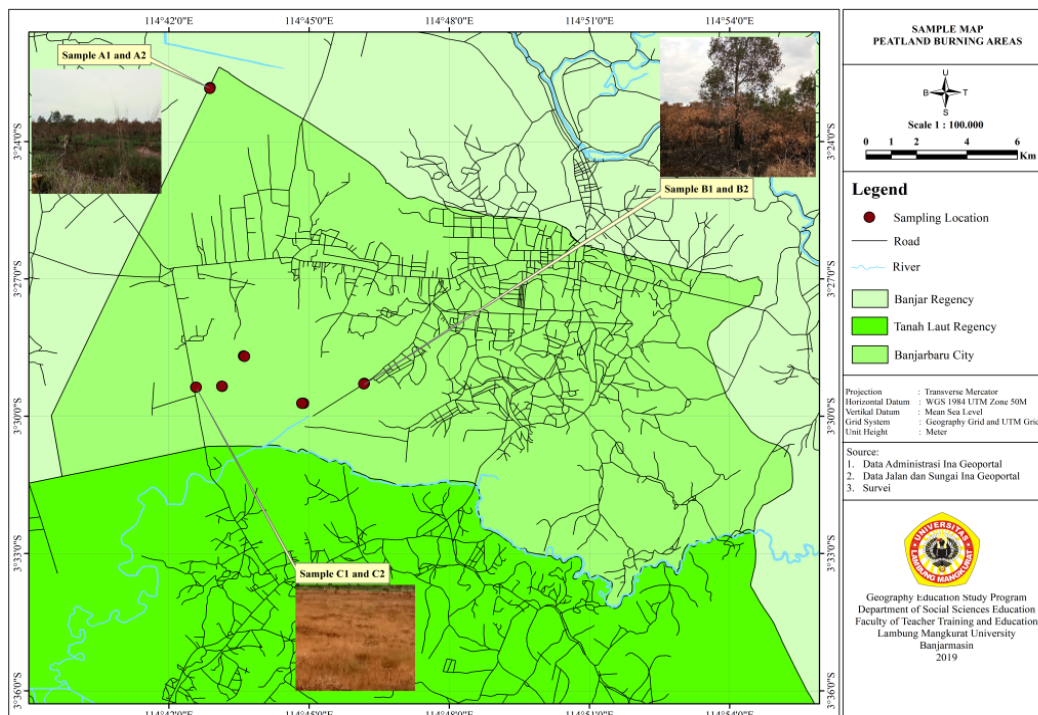 114°42'0"E 114°45'0"E 114°48'0"E 114°51'0"E 114°54'0"E
Sample A1 and A2
Sample B1 and B2
Sample C1 and C2
3°24'0"S
3°27'0"S
3°30'0"S
3°33'0"S
3°36'0"S
3°24'0"S
3°27'0"S
3°30'0"S
3°33'0"S
3°36'0"S
114°42'0"E 114°45'0"E 114°48'0"E 114°51'0"E 114°54'0"E
SAMPLE MAP
PEATLAND BURNING AREAS
U
B T
S
Scale 1 : 100.000
0 1 2 4 6
Km
Legend
Sampling Location
Road
River
Banjar Regency
Tanah Laut Regency
Banjarbaru City
Projection : Transverse Mercator
Horizontal Datum : WGS 1984 UTM Zone 50M
Vertikal Datum : Mean Sea Level
Grid System : Geography Grid and UTM Grid
Unit Height : Meter
Source:
1. Data Administrasi Ina Geoportal
2. Data Jalan dan Sungai Ina Geoportal
3. Survei
UNIVERSITAS
LAMBUNG MANGKURAT
Geography Education Study Program
Department of Social Sciences Education
Faculty of Teacher Training and Education
Lambung Mangkurat University
Banjarmasin
2019